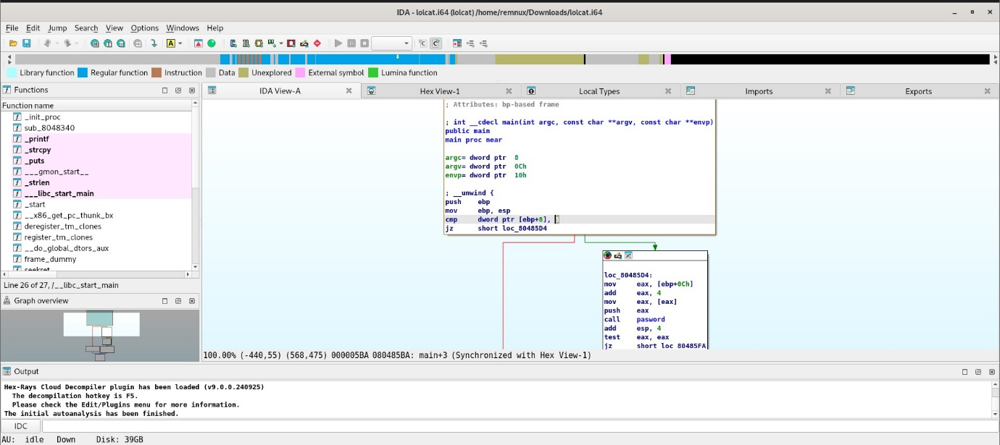 IDA - lolcat.i64 (lolcat) /home/remnux/Downloads/lolcat.i64
File Edit Jump Search View Options Windows Help
Library function Regular function Instruction Data Unexplored External symbol Lumina function
Functions
Function name
_init_proc
sub_8048340
_printf
_strcpy
_puts
___gmon_start__
_strlen
___libc_start_main
_start
__x86_get_pc_thunk_bx
deregister_tm_clones
register_tm_clones
__do_global_dtors_aux
frame_dummy
seekret
Line 26 of 27, /__libc_start_main
Graph overview
IDA View-A Hex View-1 Local Types Imports Exports
; Attributes: bp-based frame
; int __cdecl main(int argc, const char **argv, const char **envp)
public main
main proc near
argc= dword ptr 8
argv= dword ptr 0Ch
envp= dword ptr 10h
; __unwind {
push ebp
mov ebp, esp
cmp dword ptr [ebp+8],
jz short loc_80485D4
loc_80485D4:
mov eax, [ebp+0Ch]
add eax, 4
mov eax, [eax]
push eax
call pasword
add esp, 4
test eax, eax
jz short loc_80485FA
100.00% (-440,55) (568,475) 000005BA 080485BA: main+3 (Synchronized with Hex View-1)
Output
Hex-Rays Cloud Decompiler plugin has been loaded (v9.0.0.240925)
The decompilation hotkey is F5.
Please check the Edit/Plugins menu for more information.
The initial autoanalysis has been finished.
IDC
AU: idle Down Disk: 39GB